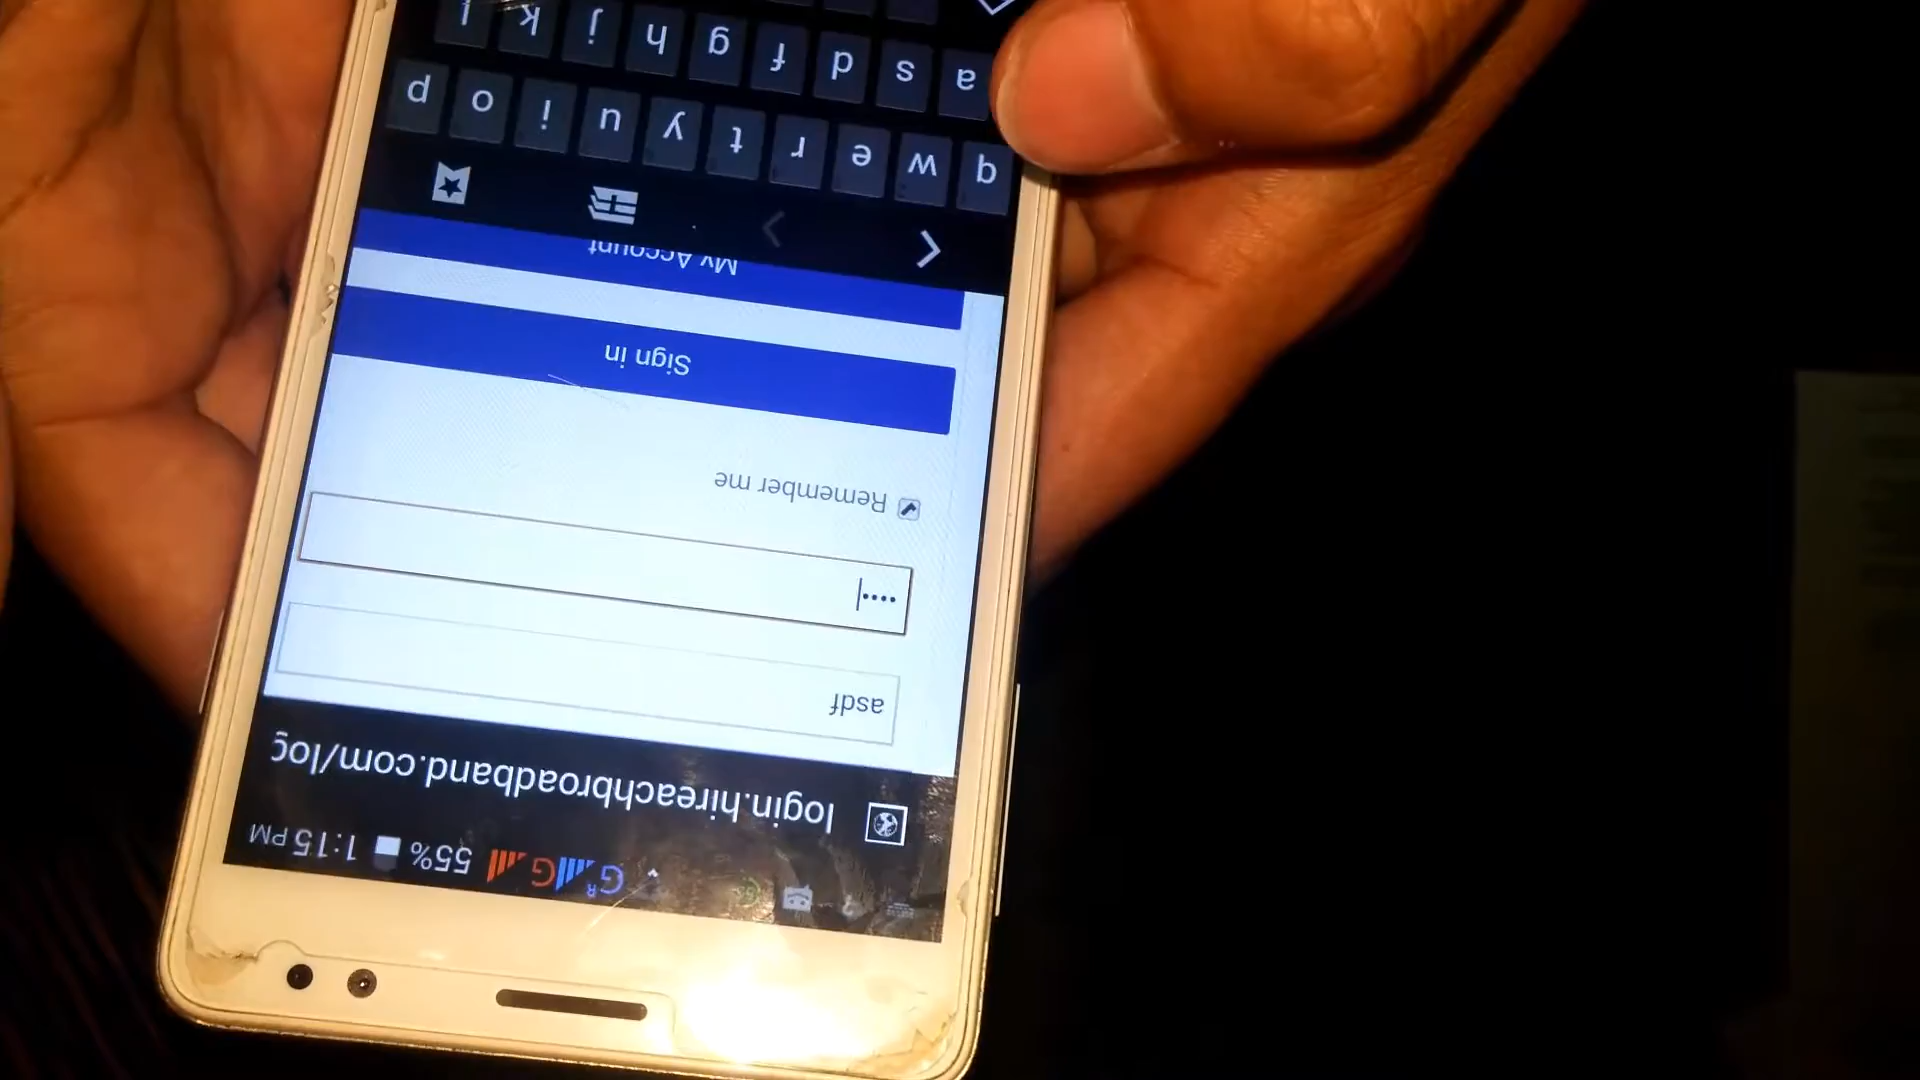 55% 1:15 PM
login.hireachbroadband.com/log
asdf
••••
Remember me
Sign in
My Account
q w e r t y u i o p
a s d f g h j k l